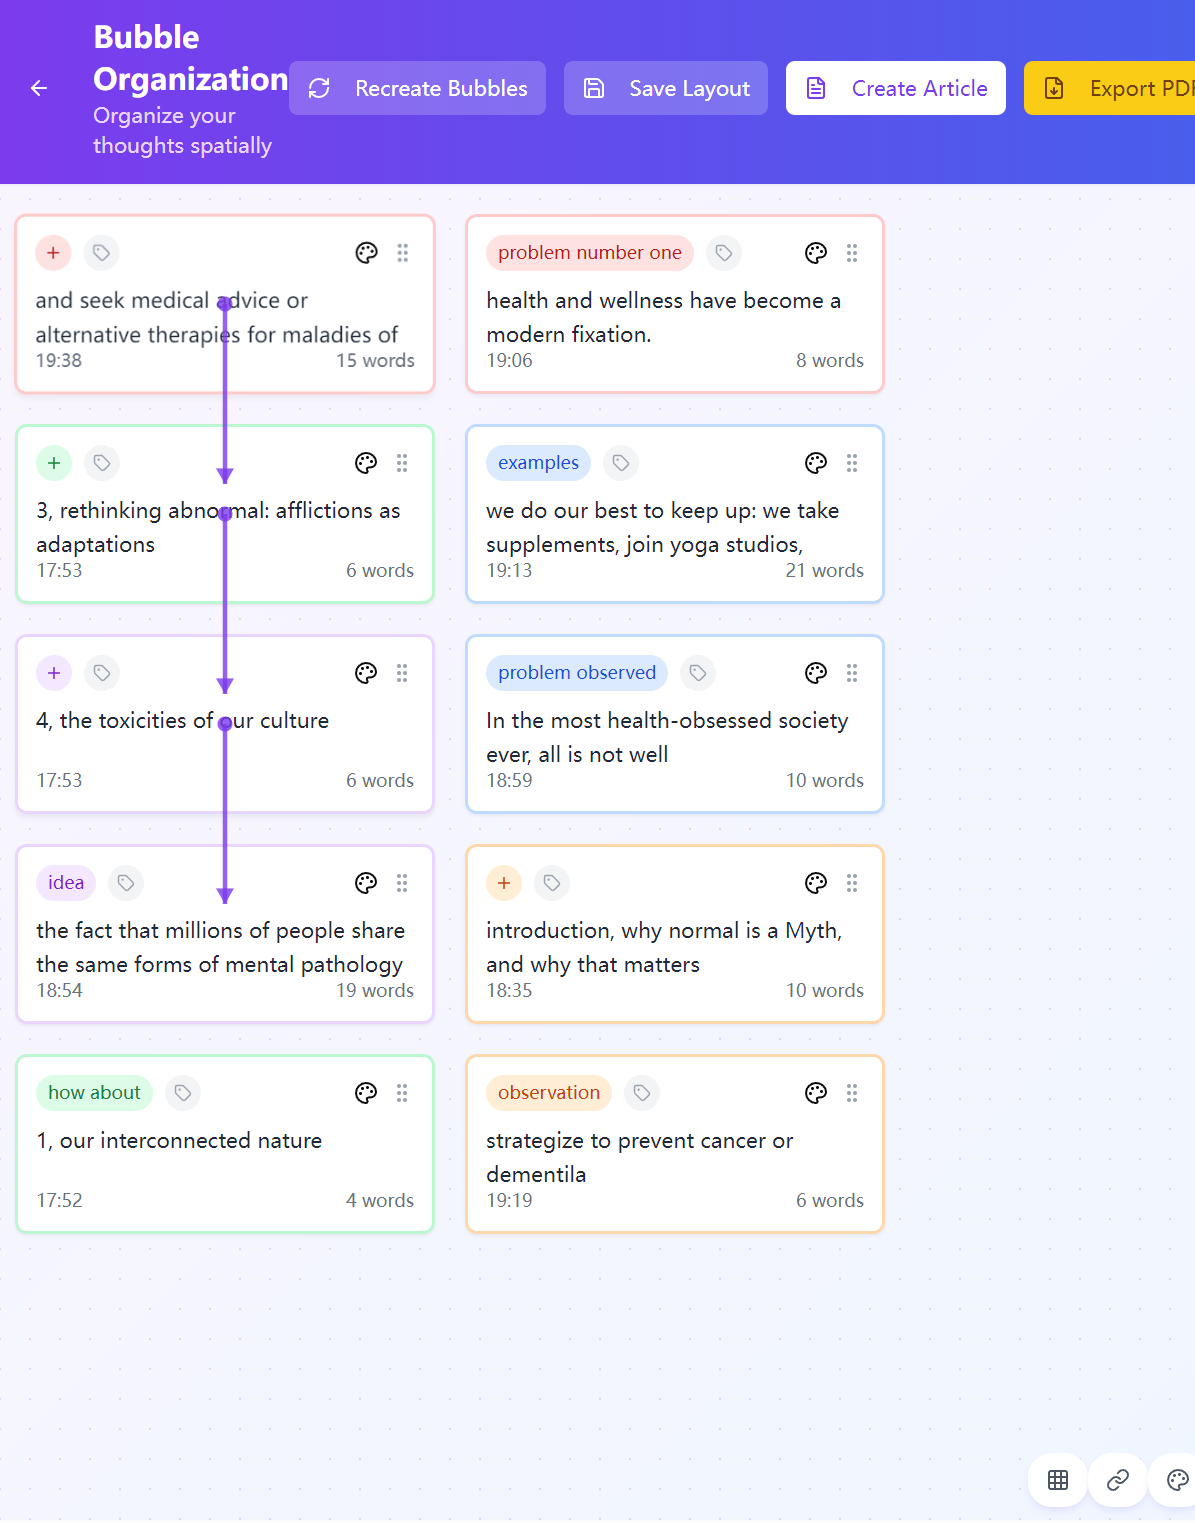 Bubble
Organization
Organize your
thoughts spatially
Recreate Bubbles
Save Layout
Create Article
Export PDF
and seek medical advice or
alternative therapies for maladies of
19:38 15 words
problem number one
health and wellness have become a
modern fixation.
19:06 8 words
3, rethinking abnormal: afflictions as
adaptations
17:53 6 words
examples
we do our best to keep up: we take
supplements, join yoga studios,
19:13 21 words
4, the toxicities of our culture
17:53 6 words
problem observed
In the most health-obsessed society
ever, all is not well
18:59 10 words
idea
the fact that millions of people share
the same forms of mental pathology
18:54 19 words
introduction, why normal is a Myth,
and why that matters
18:35 10 words
how about
1, our interconnected nature
17:52 4 words
observation
strategize to prevent cancer or
dementila
19:19 6 words